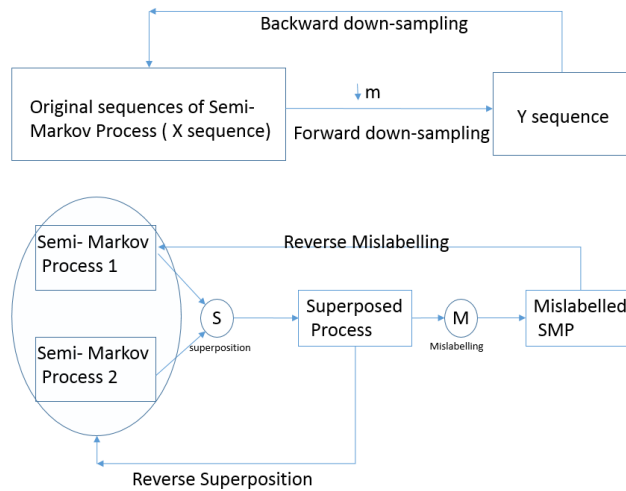 Backward down-sampling
Original sequences of Semi-
Markov Process ( X sequence)
↓ m
Forward down-sampling
Y sequence
Semi- Markov
Process 1
Semi- Markov
Process 2
Reverse Mislabelling
S
superposition
Superposed
Process
M
Mislabelling
Mislabelled
SMP
Reverse Superposition